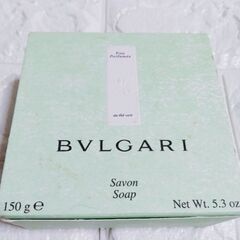 Eau
Parfumée
au thé vert
BVLGARI
Savon
Soap
150 g ℮
Net Wt. 5.3 oz